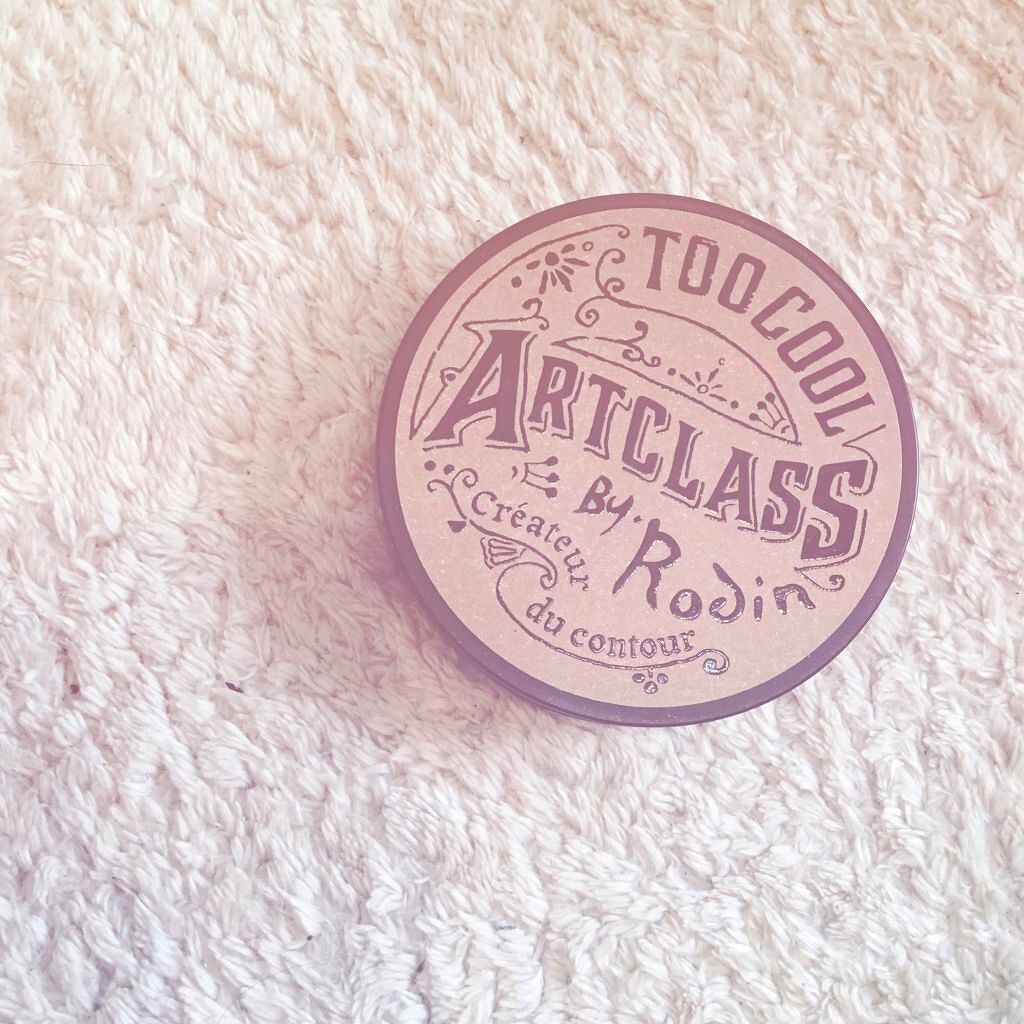 TOO COOL
ARTCLASS
BY. Rodin
créateur
du contour